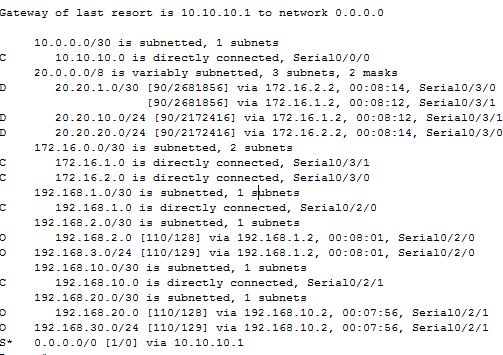 Gateway of last resort is 10.10.10.1 to network 0.0.0.0
10.0.0.0/30 is subnetted, 1 subnets
C 10.10.10.0 is directly connected, Serial0/0/0
20.0.0.0/8 is variably subnetted, 3 subnets, 2 masks
D 20.20.1.0/30 [90/2681856] via 172.16.2.2, 00:08:14, Serial0/3/0
[90/2681856] via 172.16.1.2, 00:08:12, Serial0/3/1
D 20.20.10.0/24 [90/2172416] via 172.16.1.2, 00:08:12, Serial0/3/1
D 20.20.20.0/24 [90/2172416] via 172.16.2.2, 00:08:14, Serial0/3/0
172.16.0.0/30 is subnetted, 2 subnets
C 172.16.1.0 is directly connected, Serial0/3/1
C 172.16.2.0 is directly connected, Serial0/3/0
192.168.1.0/30 is subnetted, 1 subnets
C 192.168.1.0 is directly connected, Serial0/2/0
192.168.2.0/30 is subnetted, 1 subnets
O 192.168.2.0 [110/128] via 192.168.1.2, 00:08:01, Serial0/2/0
O 192.168.3.0/24 [110/129] via 192.168.1.2, 00:08:01, Serial0/2/0
192.168.10.0/30 is subnetted, 1 subnets
C 192.168.10.0 is directly connected, Serial0/2/1
192.168.20.0/30 is subnetted, 1 subnets
O 192.168.20.0 [110/128] via 192.168.10.2, 00:07:56, Serial0/2/1
O 192.168.30.0/24 [110/129] via 192.168.10.2, 00:07:56, Serial0/2/1
S* 0.0.0.0/0 [1/0] via 10.10.10.1